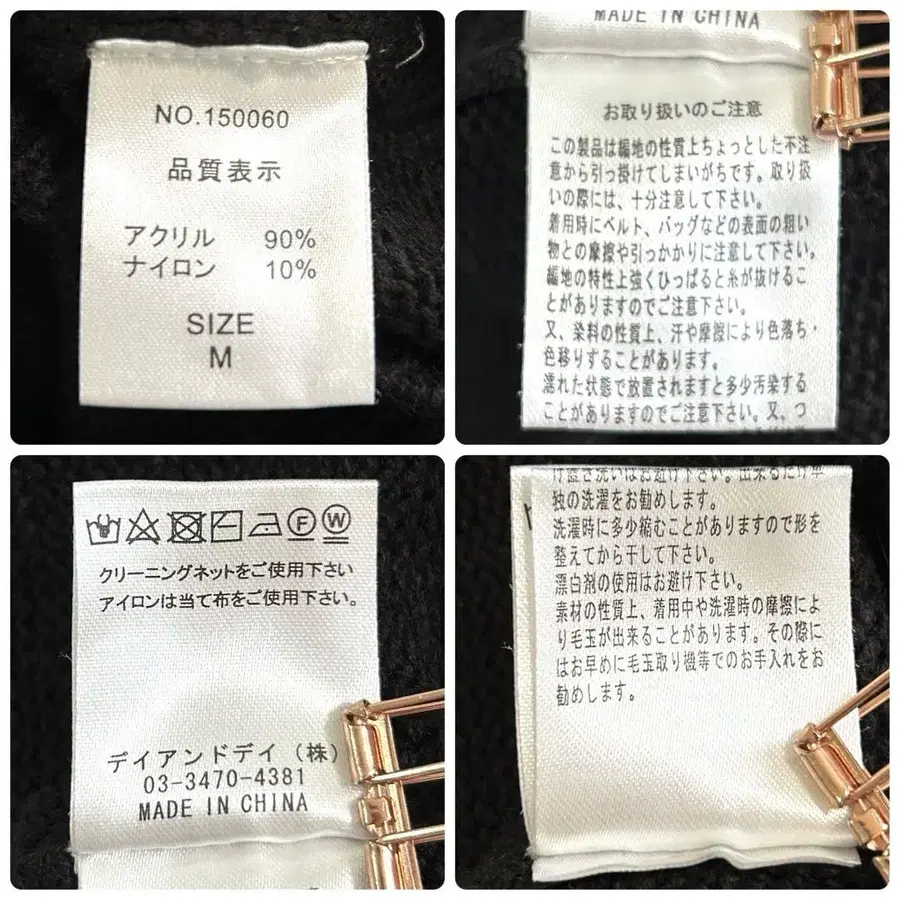 NO.150060
品質表示
アクリル 90%
ナイロン 10%
SIZE
M
MADE IN CHINA
お取り扱いのご注意
この製品は編地の性質上ちょっとした不注
意から引っ掛けてしまいがちです。取り扱
いの際には、十分注意して下さい。
着用時にベルト、バッグなどの表面の粗い
物との摩擦や引っかかりに注意して下さい。
編地の特性上強くひっぱると糸が抜けるこ
とがありますのでご注意下さい。
又、染料の性質上、汗や摩擦により色落ち・
色移りすることがあります。
濡れた状態で放置されますと多少汚染する
ことがありますのでご注意下さい。又、つ
F W
クリーニングネットをご使用下さい
アイロンは当て布をご使用下さい。
デイアンドデイ（株）
03-3470-4381
MADE IN CHINA
け置き洗いはお避け下さい。出来るだけ単
独の洗濯をお勧めします。
洗濯時に多少縮むことがありますので形を
整えてから干して下さい。
漂白剤の使用はお避け下さい。
素材の性質上、着用中や洗濯時の摩擦によ
り毛玉が出来ることがあります。その際に
はお早めに毛玉取り機等でのお手入れをお
勧めします。